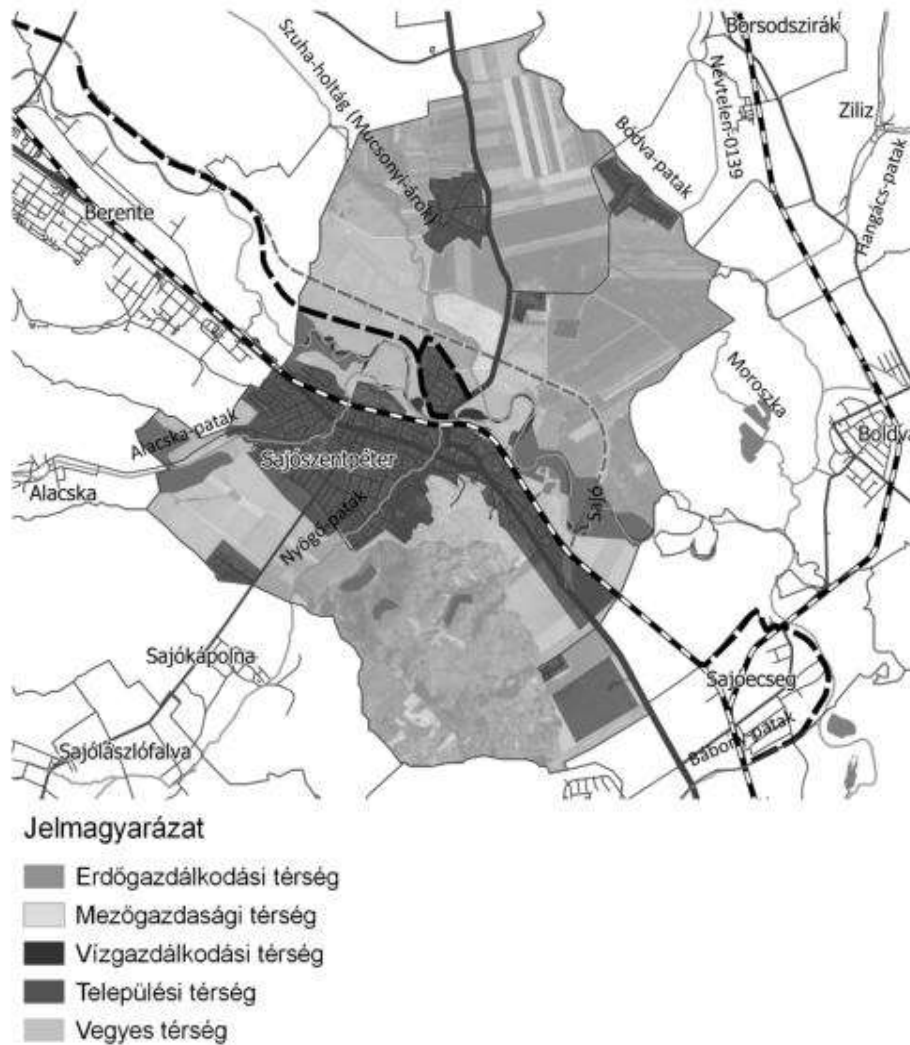 Borsodszirák
Szuha-holtág (Mucsonyi-árok)
Névtelen-0139
Ziliz
Bódva-patak
Hangács-patak
Berente
Moroszka
Boldva
Alacska-patak
Sajószentpéter
Alacska
Nyögő-patak
Sajó
Sajókápolna
Sajóecseg
Sajólászlófalva
Bábony-patak
Jelmagyarázat
Erdőgazdálkodási térség
Mezőgazdasági térség
Vízgazdálkodási térség
Települési térség
Vegyes térség